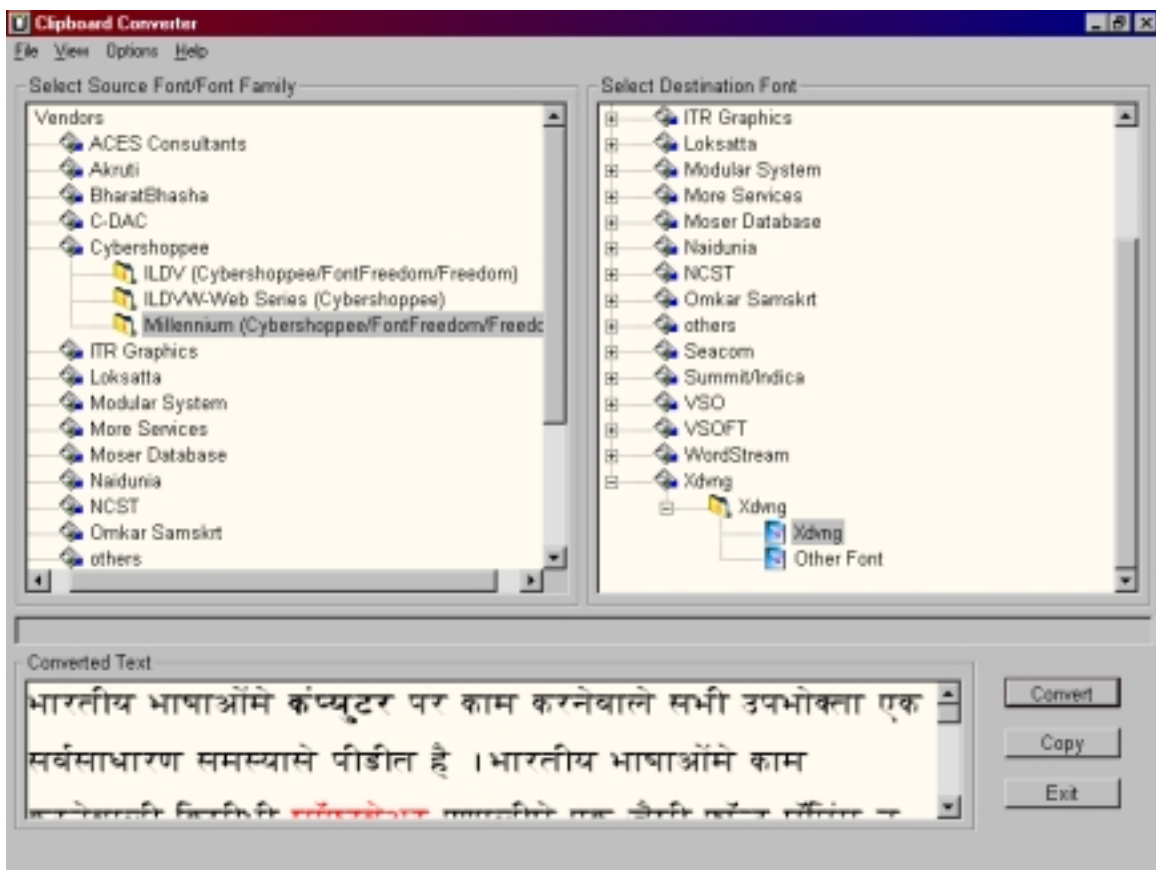 Clipboard Converter
File View Options Help
Select Source Font/Font Family
Vendors
ACES Consultants
Akruti
BharatBhasha
C-DAC
Cybershoppee
ILDV (Cybershoppee/FontFreedom/Freedom)
ILDVW-Web Series (Cybershoppee)
Millennium (Cybershoppee/FontFreedom/Freedc
ITR Graphics
Loksatta
Modular System
More Services
Moser Database
Naidunia
NCST
Omkar Samskrt
others
Select Destination Font
ITR Graphics
Loksatta
Modular System
More Services
Moser Database
Naidunia
NCST
Omkar Samskrt
others
Seacom
Summit/Indica
VSO
VSOFT
WordStream
Xdvng
Xdvng
Xdvng
Other Font
Converted Text
भारतीय भाषाओंमे कंप्युटर पर काम करनेवाले सभी उपभोक्ता एक
सर्वसाधारण समस्यासे पीडीत है । भारतीय भाषाओंमे काम
Convert
Copy
Exit